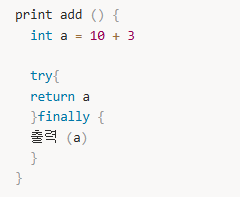 print add () {
  int a = 10 + 3

  try{
  return a
  }finally {
  출력 (a)
  }
}